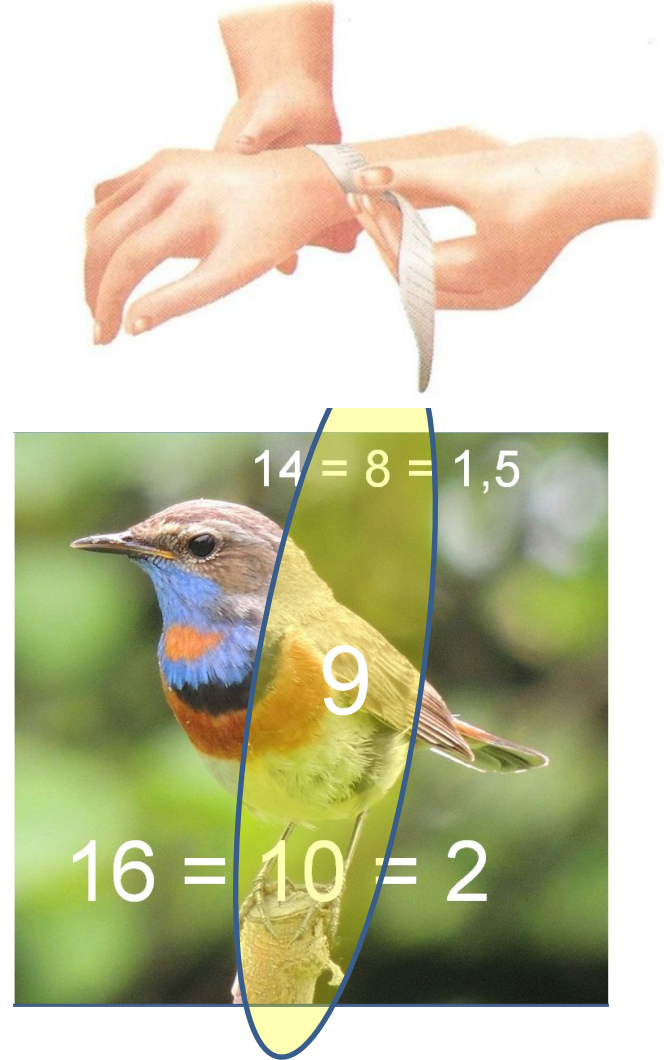 14 = 8 = 1,5
9
16 = 10 = 2